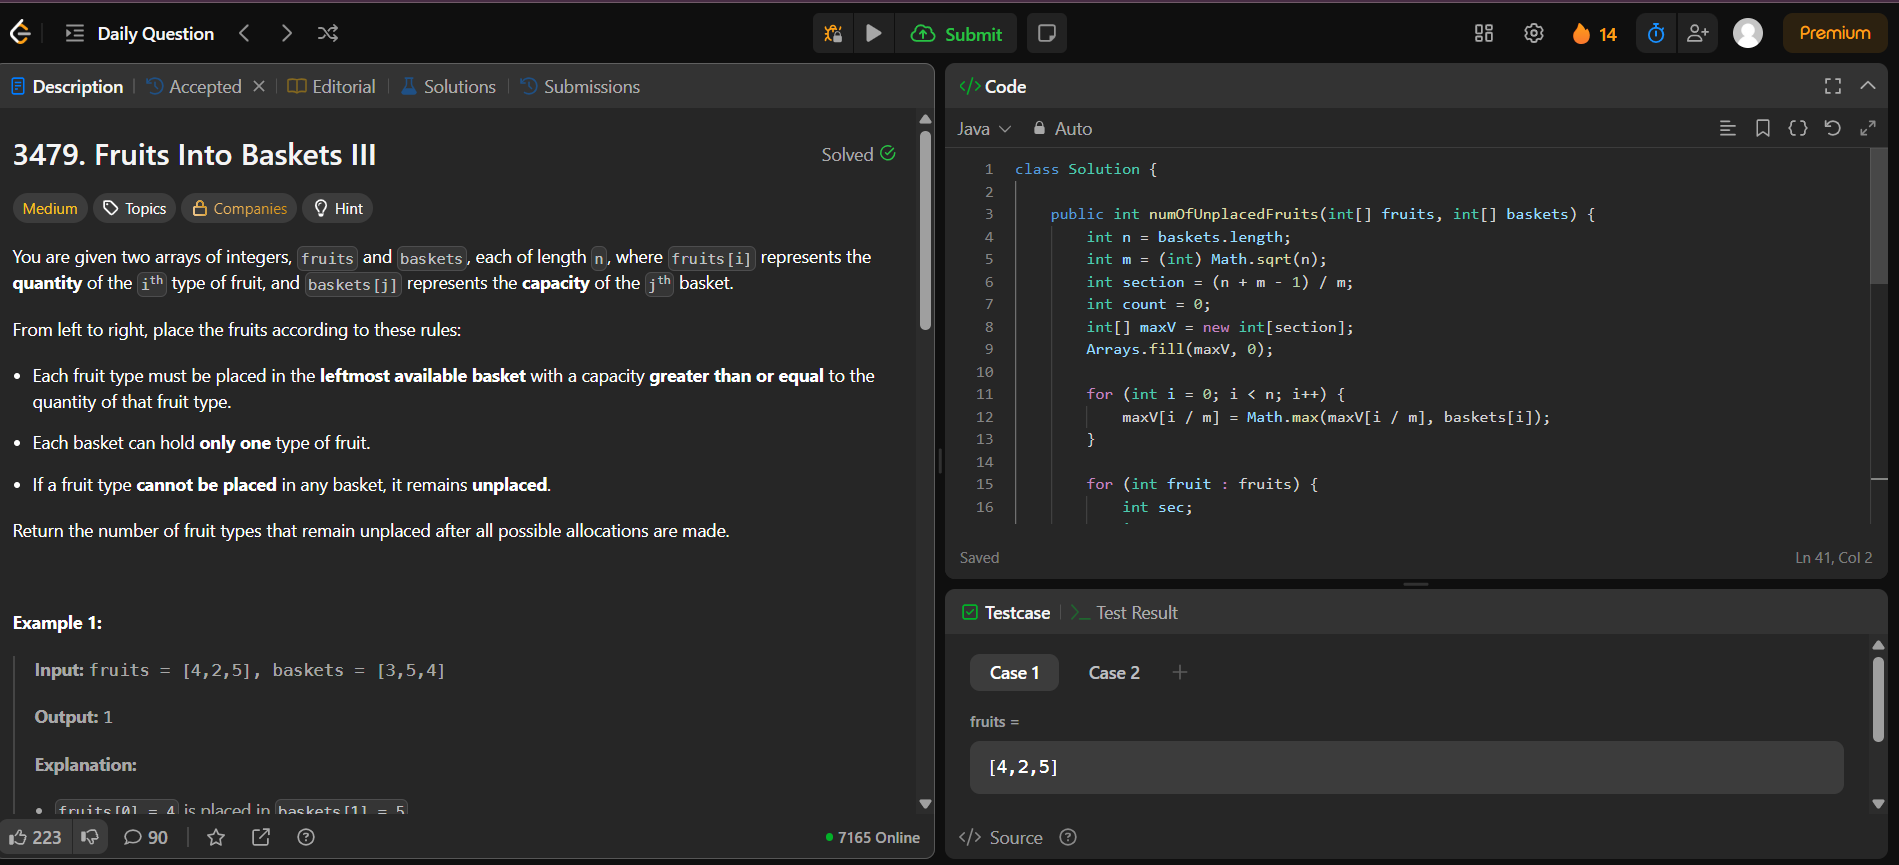 Daily Question
Submit
14
Premium
Description
Accepted
Editorial
Solutions
Submissions
3479. Fruits Into Baskets III
Solved
Medium
Topics
Companies
Hint
You are given two arrays of integers, fruits and baskets, each of length n, where fruits[i] represents the
quantity of the ith type of fruit, and baskets[j] represents the capacity of the jth basket.
From left to right, place the fruits according to these rules:
• Each fruit type must be placed in the leftmost available basket with a capacity greater than or equal to the
quantity of that fruit type.
• Each basket can hold only one type of fruit.
• If a fruit type cannot be placed in any basket, it remains unplaced.
Return the number of fruit types that remain unplaced after all possible allocations are made.
Example 1:
Input: fruits = [4,2,5], baskets = [3,5,4]
Output: 1
Explanation:
• fruits[0] = 4 is placed in baskets[1] = 5
223
90
7165 Online
</> Code
Java
Auto
1 class Solution {
2
3 public int numOfUnplacedFruits(int[] fruits, int[] baskets) {
4 int n = baskets.length;
5 int m = (int) Math.sqrt(n);
6 int section = (n + m - 1) / m;
7 int count = 0;
8 int[] maxV = new int[section];
9 Arrays.fill(maxV, 0);
10
11 for (int i = 0; i < n; i++) {
12 maxV[i / m] = Math.max(maxV[i / m], baskets[i]);
13 }
14
15 for (int fruit : fruits) {
16 int sec;
Saved
Ln 41, Col 2
Testcase
>_ Test Result
Case 1
Case 2
+
fruits =
[4,2,5]
</> Source